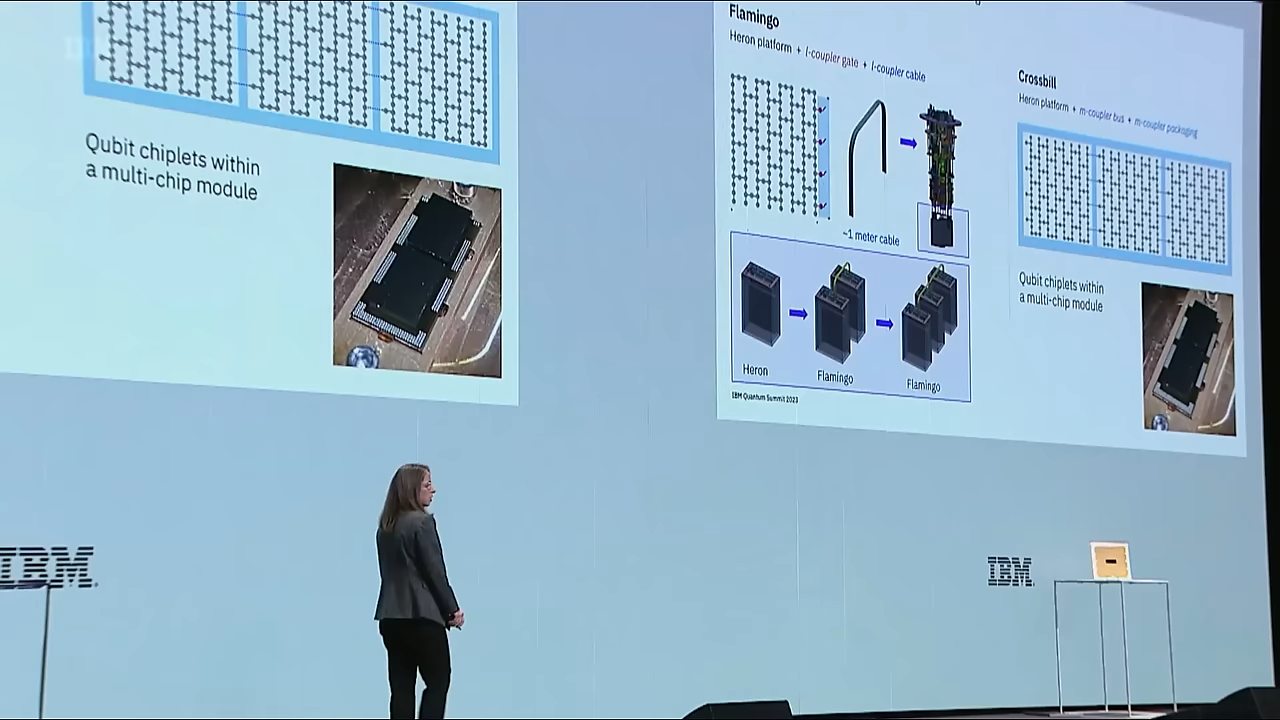 Qubit chiplets within
a multi-chip module
Flamingo
Heron platform + l-coupler gate + l-coupler cable
~1 meter cable
Heron
Flamingo
Flamingo
IBM Quantum Summit 2023
Crossbill
Heron platform + m-coupler bus + m-coupler packaging
Qubit chiplets within
a multi-chip module
IBM
IBM